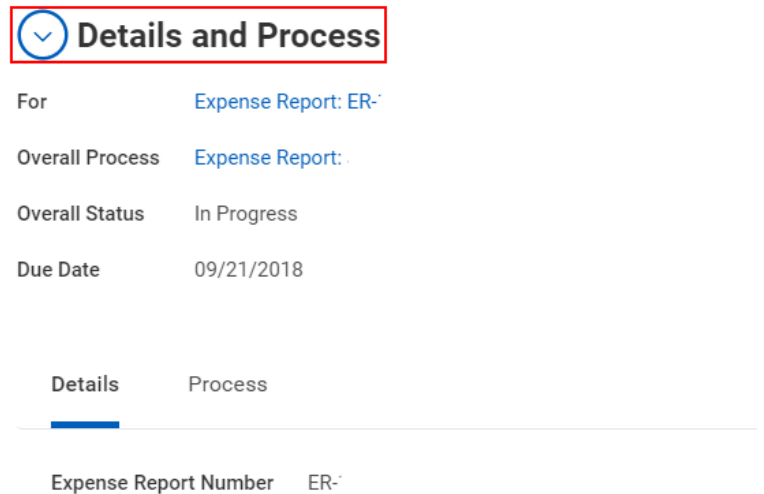 Details and Process
For Expense Report: ER-
Overall Process Expense Report:
Overall Status In Progress
Due Date 09/21/2018
Details Process
Expense Report Number ER-